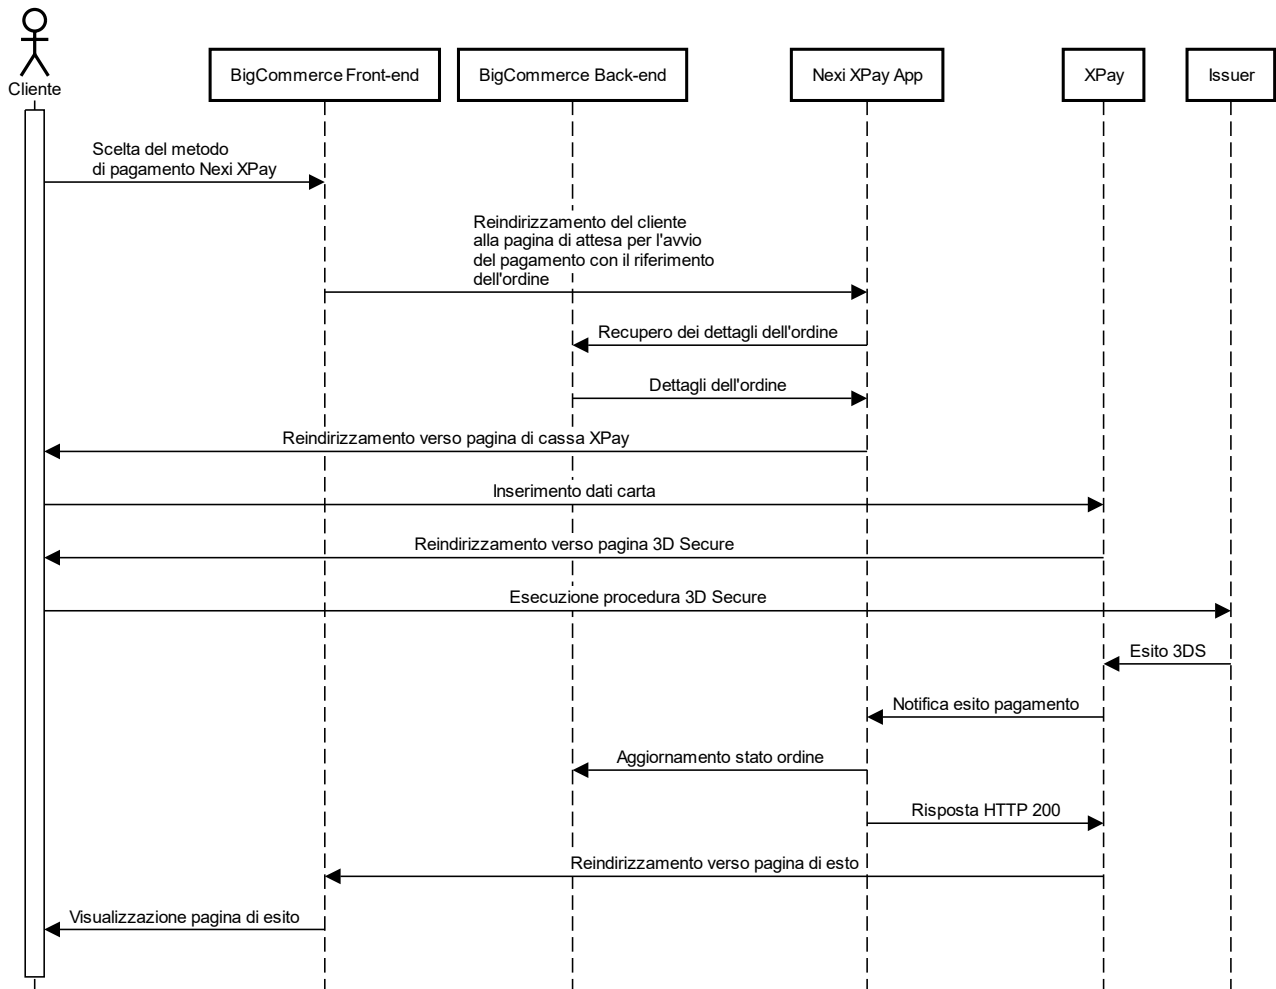 Cliente
BigCommerce Front-end
BigCommerce Back-end
Nexi XPay App
XPay
Issuer
Scelta del metodo
di pagamento Nexi XPay
Reindirizzamento del cliente
alla pagina di attesa per l'avvio
del pagamento con il riferimento
dell'ordine
Recupero dei dettagli dell'ordine
Dettagli dell'ordine
Reindirizzamento verso pagina di cassa XPay
Inserimento dati carta
Reindirizzamento verso pagina 3D Secure
Esecuzione procedura 3D Secure
Esito 3DS
Notifica esito pagamento
Aggiornamento stato ordine
Risposta HTTP 200
Reindirizzamento verso pagina di esto
Visualizzazione pagina di esito